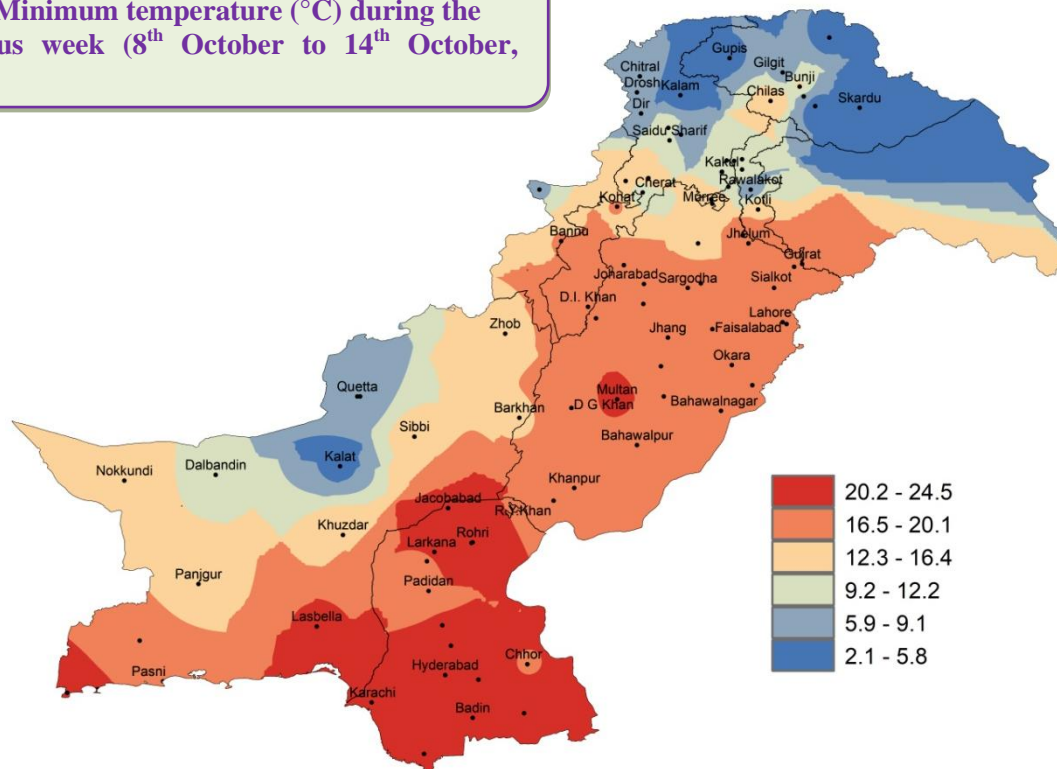 Minimum temperature (°C) during the
us week (8th October to 14th October,
Gupis
Chitral
Gilgit
Drosh
Kalam
Bunji
Chilas
Skardu
Dir
Saidu Sharif
Kakul
Cherat
Rawalakot
Kohat
Murree
Kotli
Bannu
Jhelum
Gujrat
Joharabad
Sargodha
Sialkot
D.I. Khan
Lahore
Zhob
Jhang
Faisalabad
Okara
Quetta
Multan
D G Khan
Bahawalnagar
Barkhan
Sibbi
Bahawalpur
Kalat
Dalbandin
Nokkundi
Khanpur
20.2 - 24.5
Jacobabad
R.Y.Khan
16.5 - 20.1
Khuzdar
Rohri
Larkana
12.3 - 16.4
Panjgur
Padidan
9.2 - 12.2
Lasbella
5.9 - 9.1
Chhor
2.1 - 5.8
Pasni
Hyderabad
Karachi
Badin